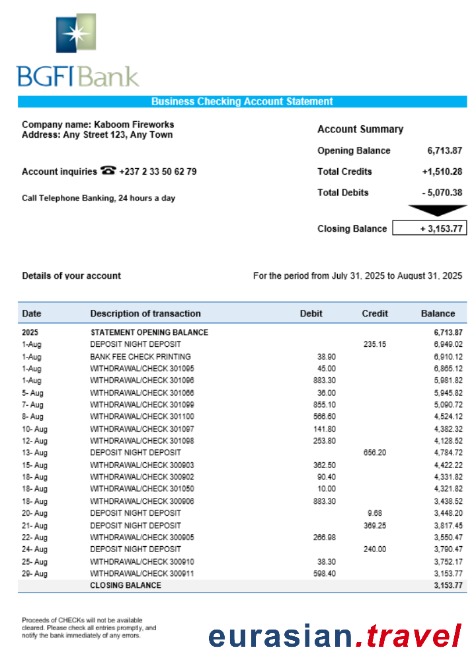 BGFIBank
Business Checking Account Statement
Company name: Kaboom Fireworks
Address: Any Street 123, Any Town
Account inquiries ☎ +237 2 33 50 62 79
Call Telephone Banking, 24 hours a day
Account Summary
Opening Balance 6,713.87
Total Credits +1,510.28
Total Debits - 5,070.38
Closing Balance + 3,153.77
Details of your account For the period from July 31, 2025 to August 31, 2025
Date Description of transaction Debit Credit Balance
2025 STATEMENT OPENING BALANCE 6,713.87
1-Aug DEPOSIT NIGHT DEPOSIT 235.15 6,949.02
1-Aug BANK FEE CHECK PRINTING 38.90 6,910.12
1-Aug WITHDRAWAL/CHECK 301095 45.00 6,865.12
1-Aug WITHDRAWAL/CHECK 301096 883.30 5,981.82
5- Aug WITHDRAWAL/CHECK 301066 36.00 5,945.82
7- Aug WITHDRAWAL/CHECK 301099 855.10 5,090.72
8- Aug WITHDRAWAL/CHECK 301100 566.60 4,524.12
10- Aug WITHDRAWAL/CHECK 301097 141.80 4,382.32
12- Aug WITHDRAWAL/CHECK 301098 253.80 4,128.52
13- Aug DEPOSIT NIGHT DEPOSIT 656.20 4,784.72
15- Aug WITHDRAWAL/CHECK 300903 362.50 4,422.22
18- Aug WITHDRAWAL/CHECK 300902 90.40 4,331.82
18- Aug WITHDRAWAL/CHECK 301050 10.00 4,321.82
18- Aug WITHDRAWAL/CHECK 300906 883.30 3,438.52
20- Aug DEPOSIT NIGHT DEPOSIT 9.68 3,448.20
21- Aug DEPOSIT NIGHT DEPOSIT 369.25 3,817.45
22- Aug WITHDRAWAL/CHECK 300905 266.98 3,550.47
24- Aug DEPOSIT NIGHT DEPOSIT 240.00 3,790.47
25- Aug WITHDRAWAL/CHECK 300910 38.30 3,752.17
29- Aug WITHDRAWAL/CHECK 300911 598.40 3,153.77
CLOSING BALANCE 3,153.77
Proceeds of CHECKs will not be available
cleared. Please check all entries promptly, and
notify the bank immediately of any errors.
eurasian.travel